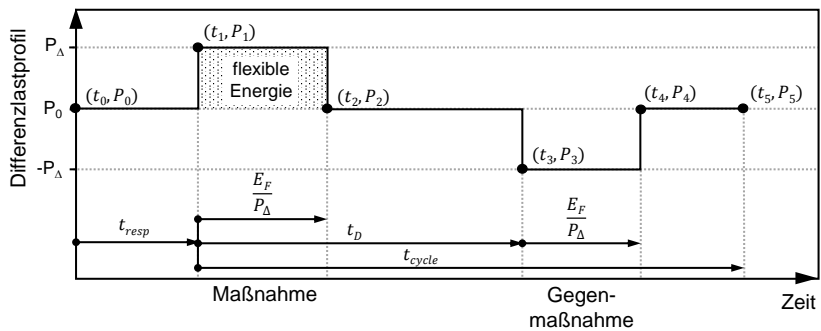 Differenzlastprofil
P_Δ
P_0
-P_Δ
(t_0, P_0)
(t_1, P_1)
flexible
Energie
(t_2, P_2)
(t_3, P_3)
(t_4, P_4)
(t_5, P_5)
E_F
P_Δ
E_F
P_Δ
t_resp
t_D
t_cycle
Maßnahme
Gegen-
maßnahme
Zeit